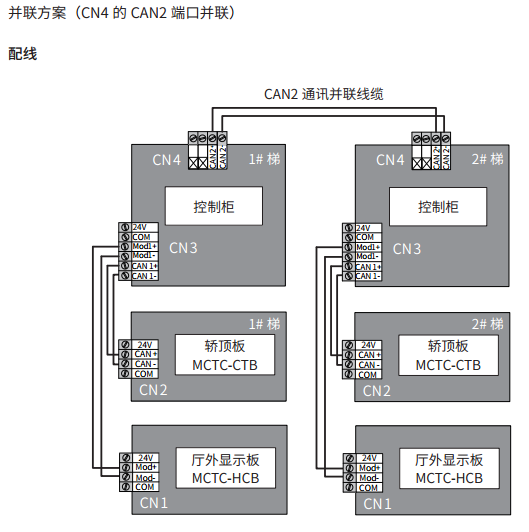 并联方案（CN4 的 CAN2 端口并联）
配线
CAN2 通讯并联线缆
CN4
CAN2+
CAN2-
1# 梯
控制柜
24V
COM
Mod1+
Mod1-
CAN 1+
CAN 1-
CN3
1# 梯
24V
CAN+
CAN-
COM
轿顶板
MCTC-CTB
CN2
24V
Mod+
Mod-
COM
厅外显示板
MCTC-HCB
CN1
CN4
CAN2+
CAN2-
2# 梯
控制柜
24V
COM
Mod1+
Mod1-
CAN 1+
CAN 1-
CN3
2# 梯
24V
CAN+
CAN-
COM
轿顶板
MCTC-CTB
CN2
24V
Mod+
Mod-
COM
厅外显示板
MCTC-HCB
CN1